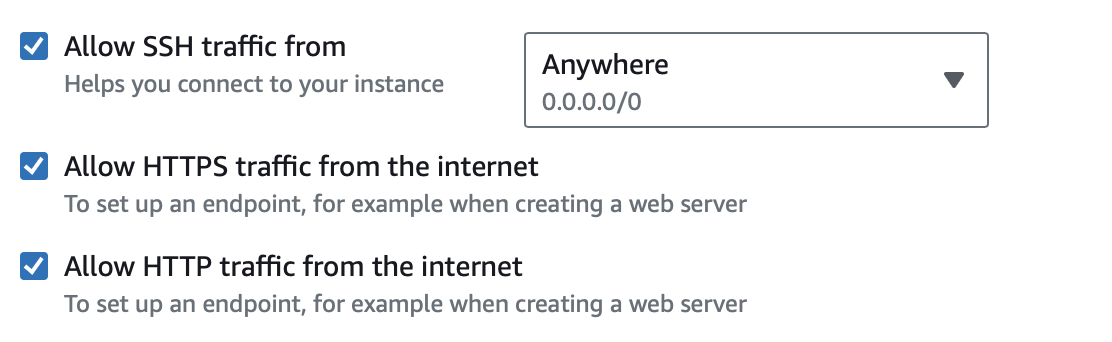 Allow SSH traffic from
Helps you connect to your instance
Anywhere
0.0.0.0/0
Allow HTTPS traffic from the internet
To set up an endpoint, for example when creating a web server
Allow HTTP traffic from the internet
To set up an endpoint, for example when creating a web server